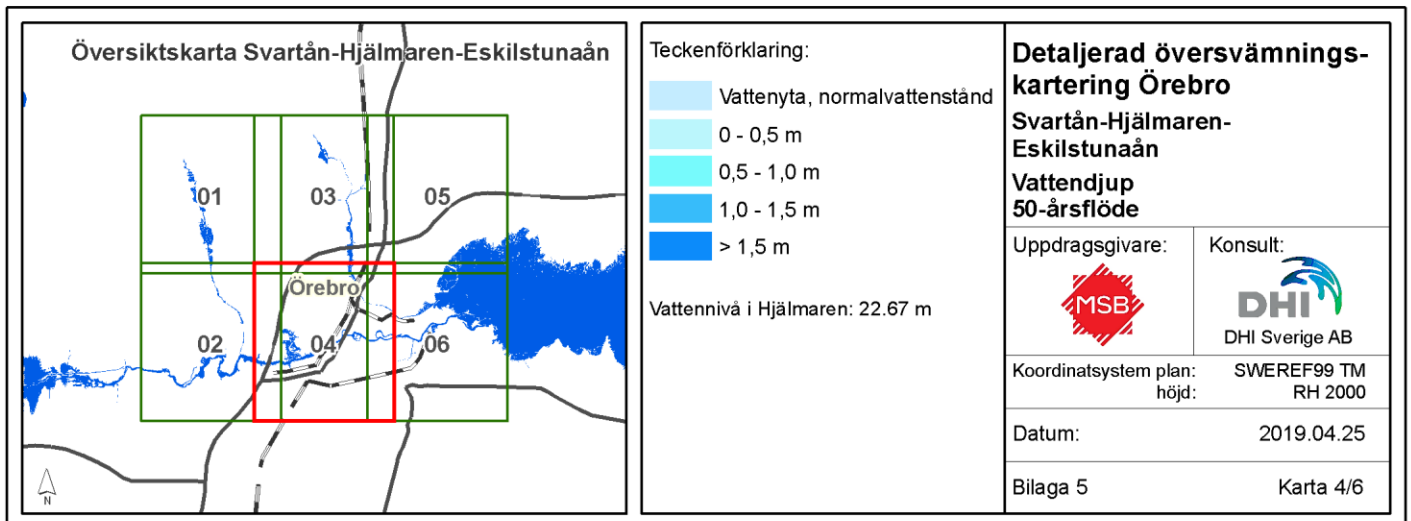 Översiktskarta Svartån-Hjälmaren-Eskilstunaån
01
03
05
Örebro
02
04
06
N
Teckenförklaring:
Vattenyta, normalvattenstånd
0 - 0,5 m
0,5 - 1,0 m
1,0 - 1,5 m
> 1,5 m
Vattennivå i Hjälmaren: 22.67 m
Detaljerad översvämnings-
kartering Örebro
Svartån-Hjälmaren-
Eskilstunaån
Vattendjup
50-årsflöde
Uppdragsgivare:
MSB
Konsult:
DHI
DHI Sverige AB
Koordinatsystem plan: SWEREF99 TM
höjd: RH 2000
Datum: 2019.04.25
Bilaga 5 Karta 4/6